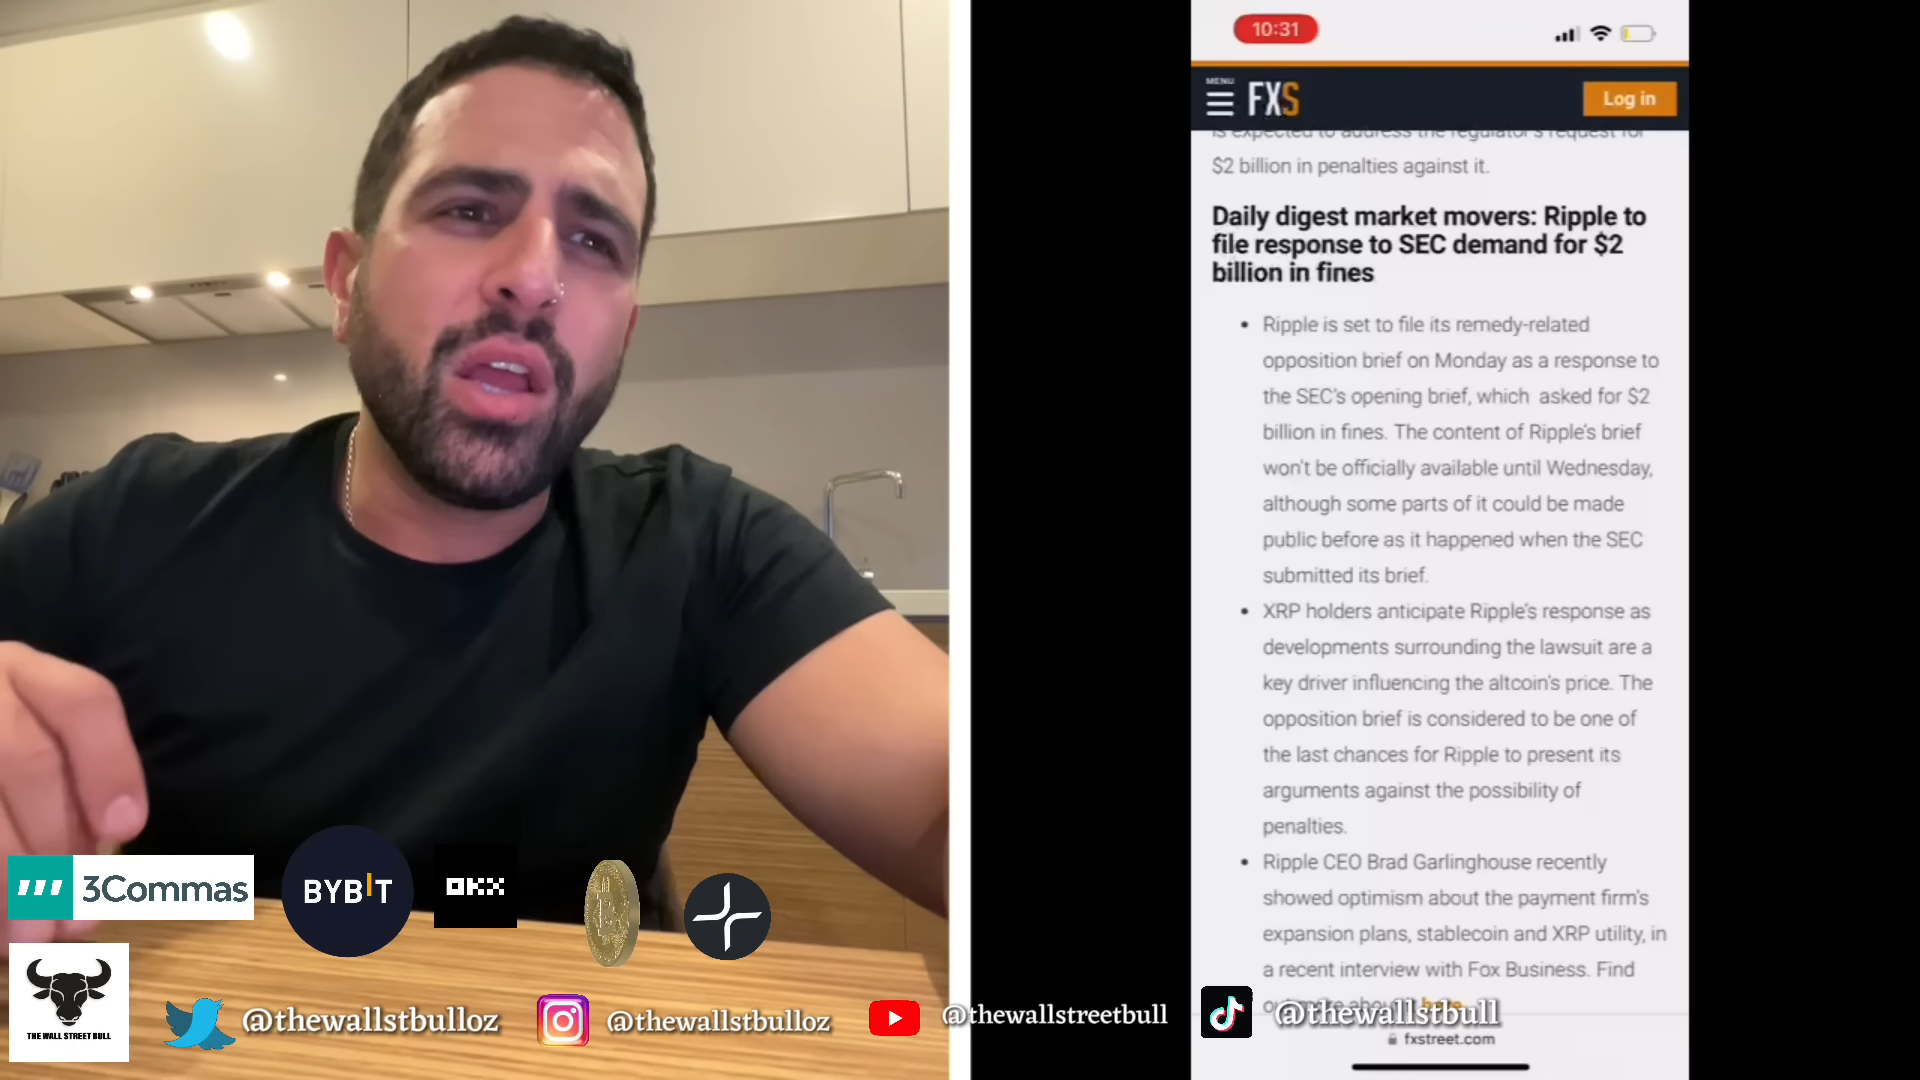 10:31
MENU
FXS
Log in
is expected to address the regulator's request for
$2 billion in penalties against it.
Daily digest market movers: Ripple to
file response to SEC demand for $2
billion in fines
• Ripple is set to file its remedy-related
opposition brief on Monday as a response to
the SEC's opening brief, which asked for $2
billion in fines. The content of Ripple's brief
won't be officially available until Wednesday,
although some parts of it could be made
public before as it happened when the SEC
submitted its brief.
• XRP holders anticipate Ripple's response as
developments surrounding the lawsuit are a
key driver influencing the altcoin's price. The
opposition brief is considered to be one of
the last chances for Ripple to present its
arguments against the possibility of
penalties.
• Ripple CEO Brad Garlinghouse recently
showed optimism about the payment firm's
expansion plans, stablecoin and XRP utility, in
a recent interview with Fox Business. Find
fxstreet.com
3Commas
BYBIT
OKX
THE WALL STREET BULL
@thewallstbulloz
@thewallstbulloz
@thewallstreetbull
@thewallstbull